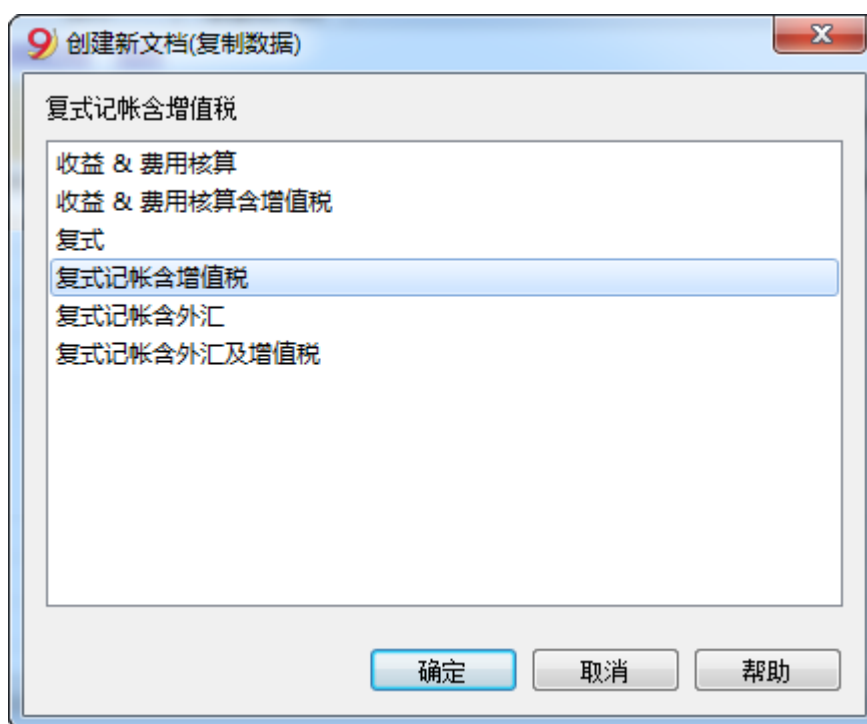 9 创建新文档(复制数据)
复式记帐含增值税
收益 & 费用核算
收益 & 费用核算含增值税
复式
复式记帐含增值税
复式记帐含外汇
复式记帐含外汇及增值税
确定 取消 帮助